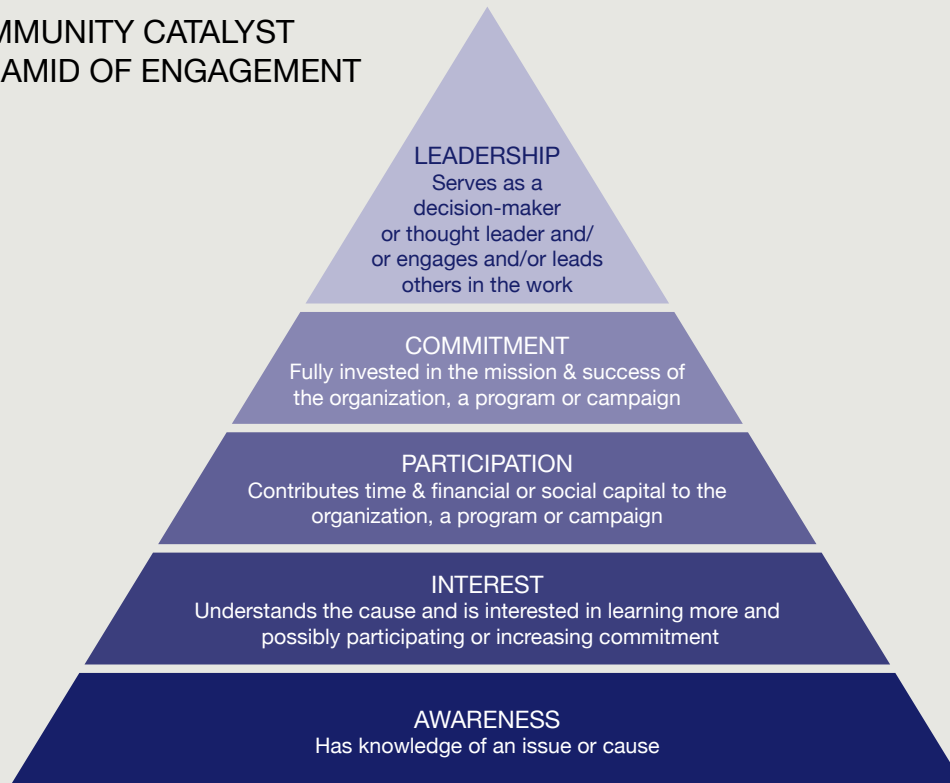 MMUNITY CATALYST
AMID OF ENGAGEMENT
LEADERSHIP
Serves as a
decision-maker
or thought leader and/
or engages and/or leads
others in the work
COMMITMENT
Fully invested in the mission & success of
the organization, a program or campaign
PARTICIPATION
Contributes time & financial or social capital to the
organization, a program or campaign
INTEREST
Understands the cause and is interested in learning more and
possibly participating or increasing commitment
AWARENESS
Has knowledge of an issue or cause